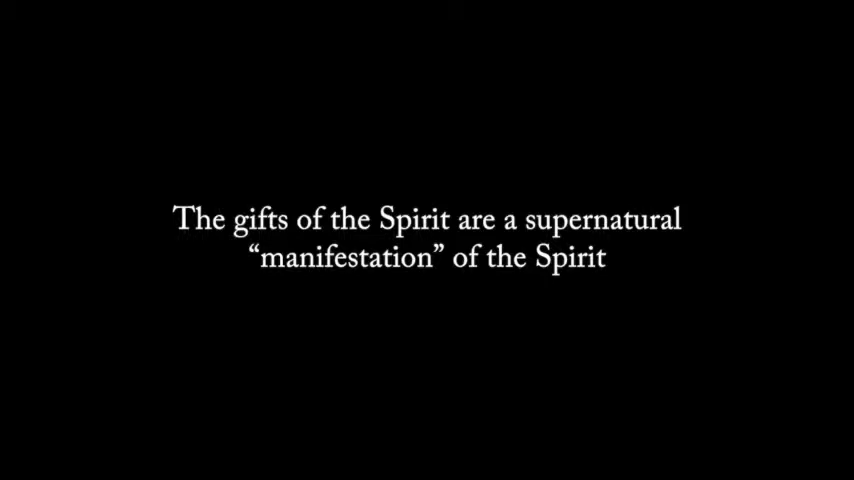 The gifts of the Spirit are a supernatural
“manifestation” of the Spirit